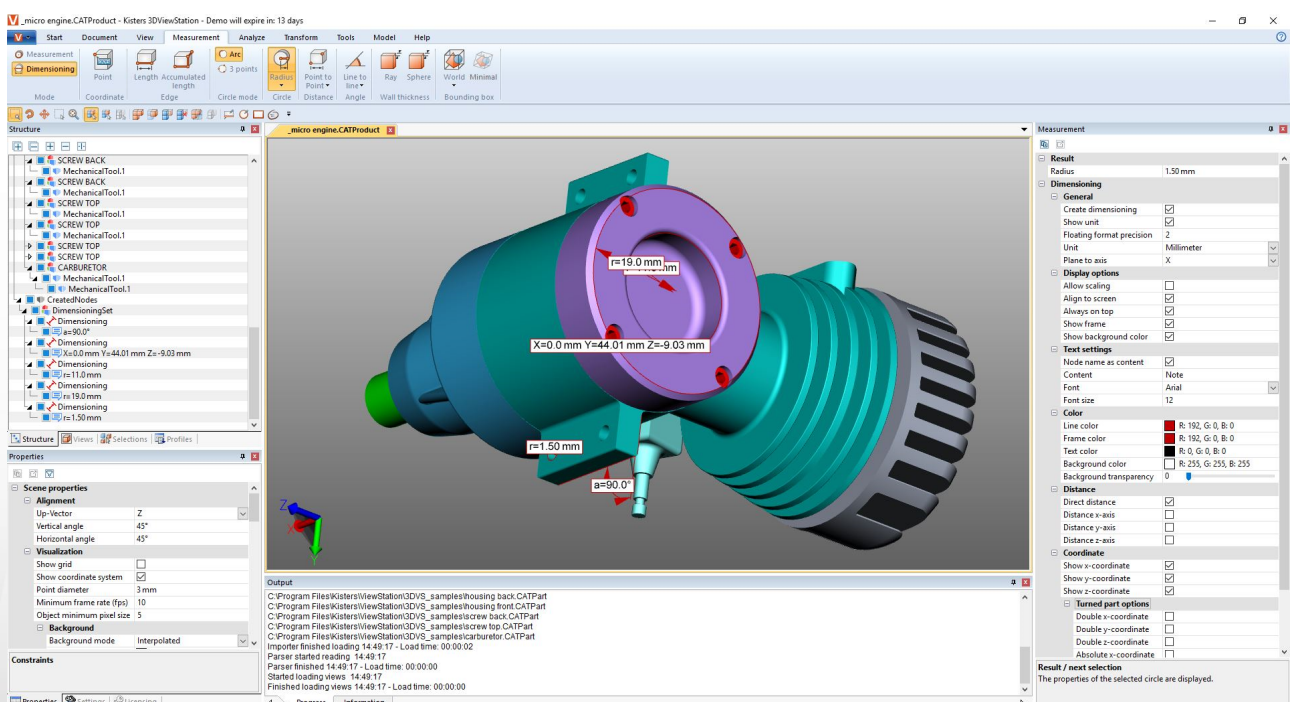 _micro engine.CATProduct - Kisters 3DViewStation - Demo will expire in: 13 days
Start Document View Measurement Analyze Transform Tools Model Help
Measurement
Dimensioning
Mode
Point
Coordinate
Length Accumulated length
Edge
Arc
3 points
Circle mode
Radius
Circle
Point to Point
Distance
Line to line
Angle
Ray Sphere
Wall thickness
World Minimal
Bounding box
Structure
SCREW BACK
MechanicalTool.1
SCREW BACK
MechanicalTool.1
SCREW TOP
MechanicalTool.1
SCREW TOP
MechanicalTool.1
SCREW TOP
SCREW TOP
CARBURETOR
MechanicalTool.1
MechanicalTool.1
CreatedNodes
DimensioningSet
Dimensioning
a=90.0°
Dimensioning
X=0.0 mm Y=44.01 mm Z=-9.03 mm
Dimensioning
r=11.0 mm
Dimensioning
r=19.0 mm
Dimensioning
r=1.50 mm
Structure Views Selections Profiles
Properties
Scene properties
Alignment
Up-Vector Z
Vertical angle 45°
Horizontal angle 45°
Visualization
Show grid
Show coordinate system
Point diameter 3 mm
Minimum frame rate (fps) 10
Object minimum pixel size 5
Background
Background mode Interpolated
Constraints
Properties Settings Licensing
_micro engine.CATProduct
r=19.0 mm
mm
X=0.0 mm Y=44.01 mm Z=-9.03 mm
r=1.50 mm
a=90.0°
Z
X
Y
Output
C:\Program Files\Kisters\ViewStation\3DVS_samples\housing back.CATPart
C:\Program Files\Kisters\ViewStation\3DVS_samples\housing front.CATPart
C:\Program Files\Kisters\ViewStation\3DVS_samples\screw back.CATPart
C:\Program Files\Kisters\ViewStation\3DVS_samples\screw top.CATPart
C:\Program Files\Kisters\ViewStation\3DVS_samples\carburetor.CATPart
Importer finished loading 14:49:17 - Load time: 00:00:02
Parser started reading 14:49:17
Parser finished 14:49:17 - Load time: 00:00:00
Started loading views 14:49:17
Finished loading views 14:49:17 - Load time: 00:00:00
Progress Information
Measurement
Result
Radius 1.50 mm
Dimensioning
General
Create dimensioning
Show unit
Floating format precision 2
Unit Millimeter
Plane to axis X
Display options
Allow scaling
Align to screen
Always on top
Show frame
Show background color
Text settings
Node name as content
Content Note
Font Arial
Font size 12
Color
Line color R: 192, G: 0, B: 0
Frame color R: 192, G: 0, B: 0
Text color R: 0, G: 0, B: 0
Background color R: 255, G: 255, B: 255
Background transparency 0
Distance
Direct distance
Distance x-axis
Distance y-axis
Distance z-axis
Coordinate
Show x-coordinate
Show y-coordinate
Show z-coordinate
Turned part options
Double x-coordinate
Double y-coordinate
Double z-coordinate
Absolute x-coordinate
Result / next selection
The properties of the selected circle are displayed.